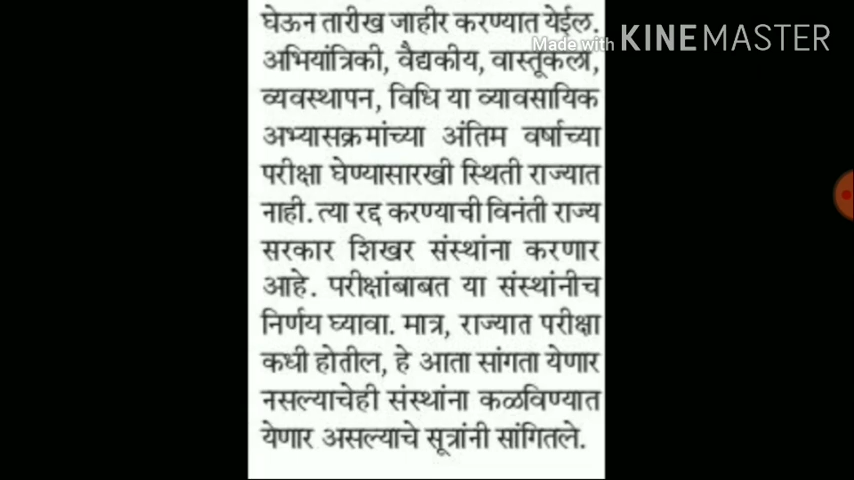 घेऊन तारीख जाहीर करण्यात येईल.
Made with KINEMASTER
अभियांत्रिकी, वैद्यकीय, वास्तूकला,
व्यवस्थापन, विधि या व्यावसायिक
अभ्यासक्रमांच्या अंतिम वर्षाच्या
परीक्षा घेण्यासारखी स्थिती राज्यात
नाही. त्या रद्द करण्याची विनंती राज्य
सरकार शिखर संस्थांना करणार
आहे. परीक्षांबाबत या संस्थांनीच
निर्णय घ्यावा. मात्र, राज्यात परीक्षा
कधी होतील, हे आता सांगता येणार
नसल्याचेही संस्थांना कळविण्यात
येणार असल्याचे सूत्रांनी सांगितले.